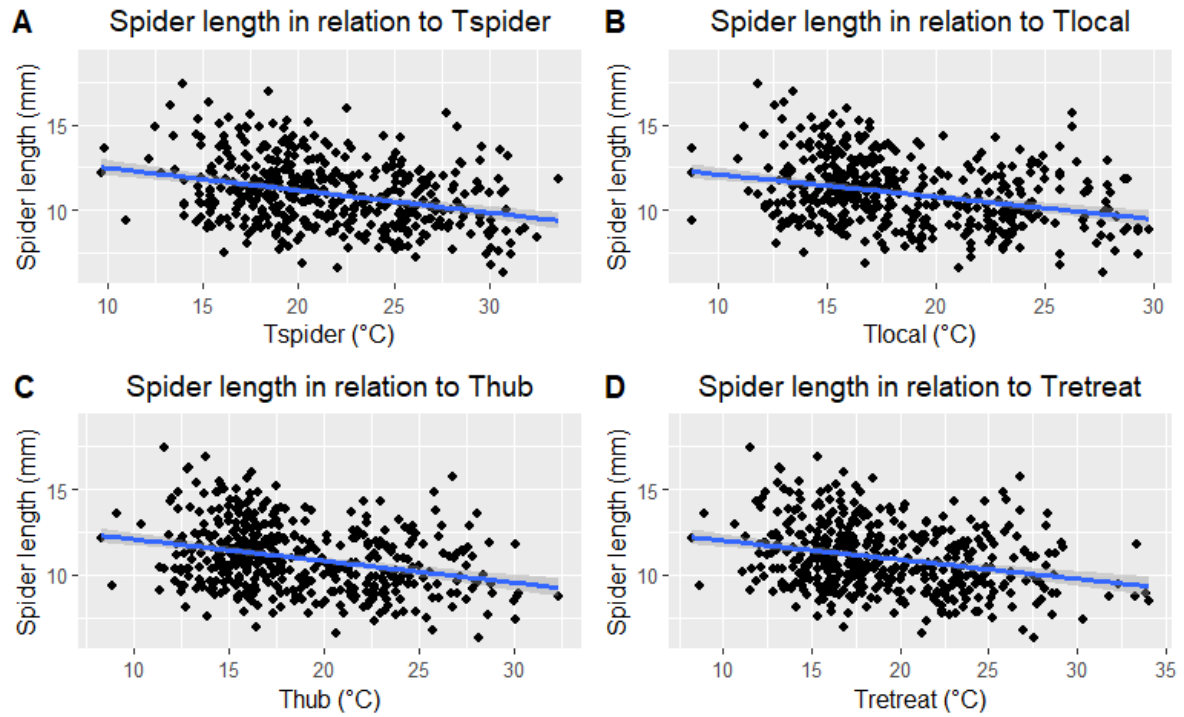 A Spider length in relation to Tspider
Spider length (mm)
15
10
10 15 20 25 30
Tspider (°C)
B Spider length in relation to Tlocal
Spider length (mm)
15
10
10 15 20 25 30
Tlocal (°C)
C Spider length in relation to Thub
Spider length (mm)
15
10
10 15 20 25 30
Thub (°C)
D Spider length in relation to Tretreat
Spider length (mm)
15
10
10 15 20 25 30 35
Tretreat (°C)